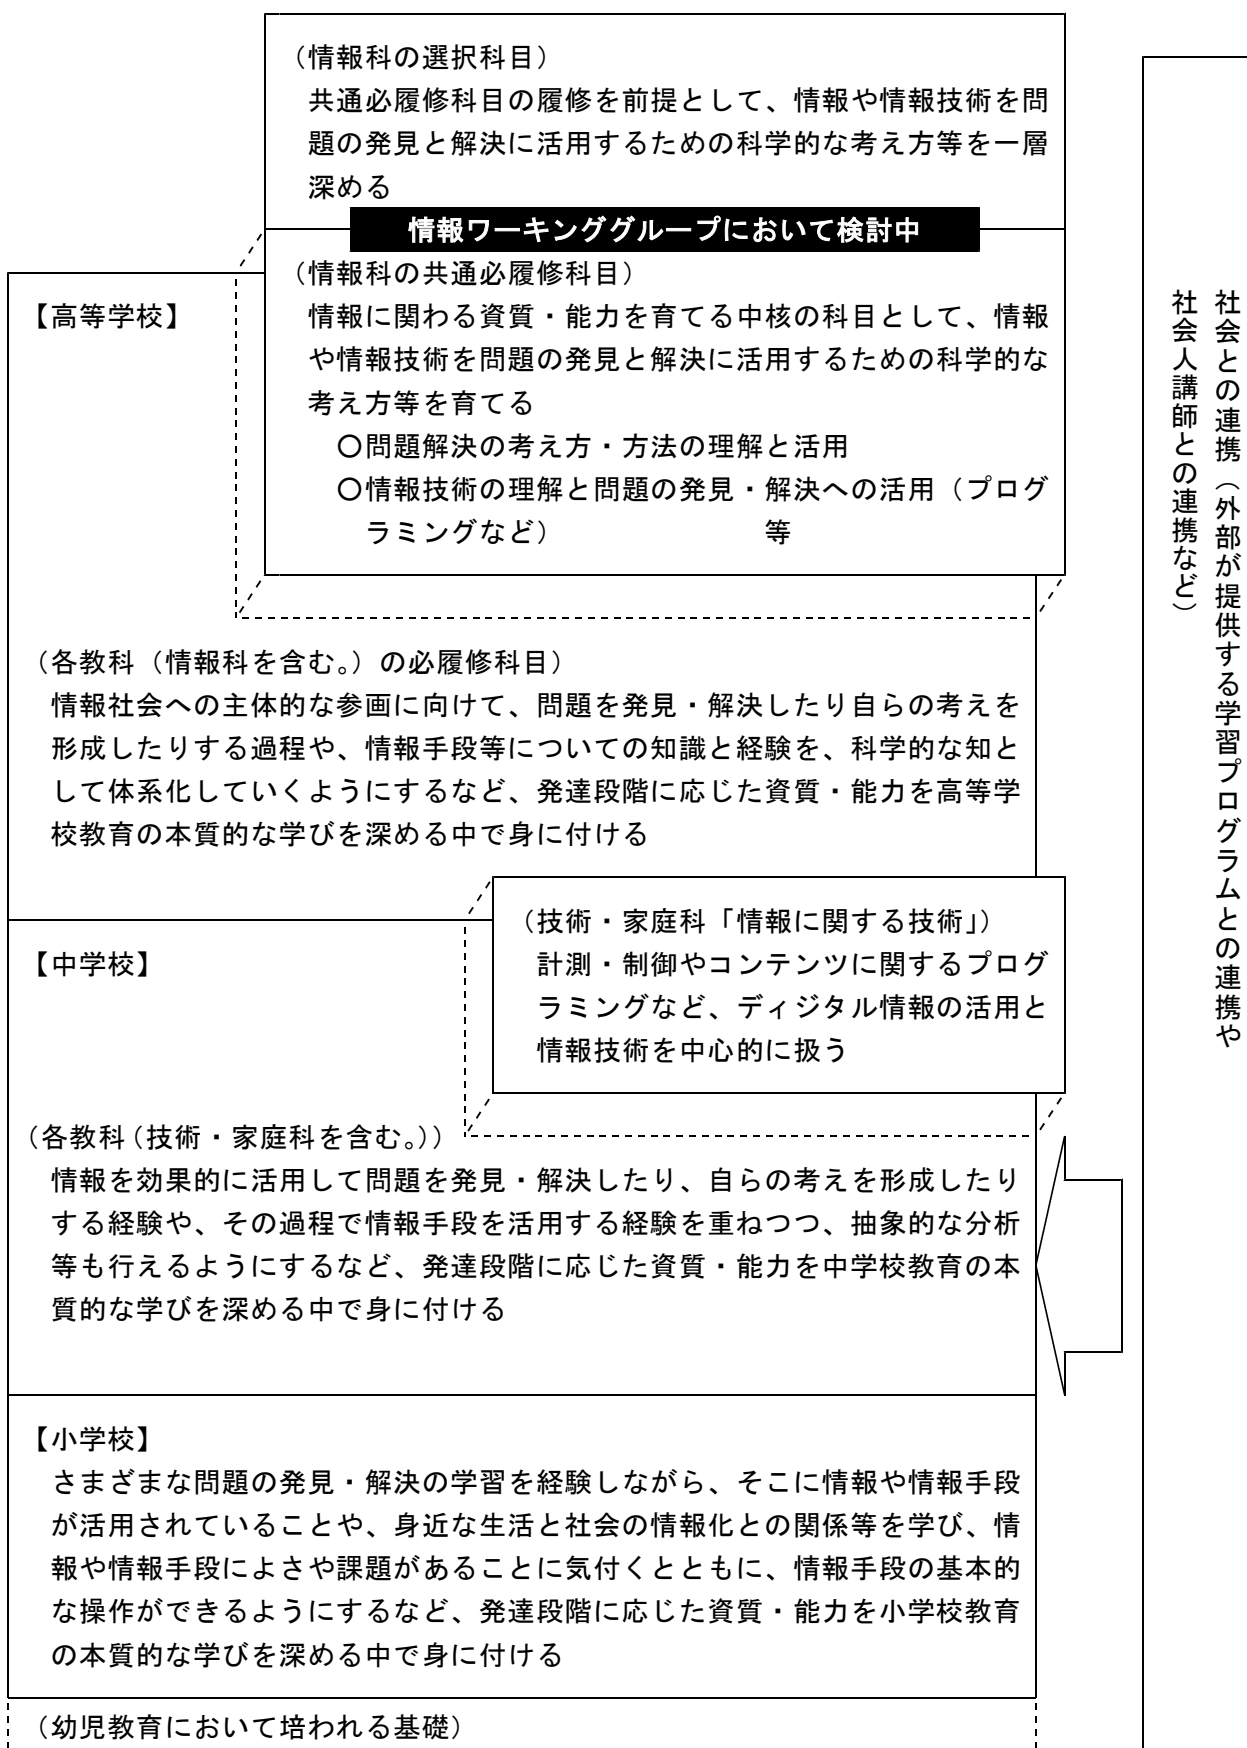 （情報科の選択科目）
共通必履修科目の履修を前提として、情報や情報技術を問
題の発見と解決に活用するための科学的な考え方等を一層
深める
情報ワーキンググループにおいて検討中
（情報科の共通必履修科目）
情報に関わる資質・能力を育てる中核の科目として、情報
や情報技術を問題の発見と解決に活用するための科学的な
考え方等を育てる
○問題解決の考え方・方法の理解と活用
○情報技術の理解と問題の発見・解決への活用（プログ
ラミングなど）　等
【高等学校】
（各教科（情報科を含む。）の必履修科目）
情報社会への主体的な参画に向けて、問題を発見・解決したり自らの考えを
形成したりする過程や、情報手段等についての知識と経験を、科学的な知と
して体系化していくようにするなど、発達段階に応じた資質・能力を高等学
校教育の本質的な学びを深める中で身に付ける
（技術・家庭科「情報に関する技術」）
計測・制御やコンテンツに関するプログ
ラミングなど、ディジタル情報の活用と
情報技術を中心的に扱う
【中学校】
（各教科（技術・家庭科を含む。））
情報を効果的に活用して問題を発見・解決したり、自らの考えを形成したり
する経験や、その過程で情報手段を活用する経験を重ねつつ、抽象的な分析
等も行えるようにするなど、発達段階に応じた資質・能力を中学校教育の本
質的な学びを深める中で身に付ける
【小学校】
さまざまな問題の発見・解決の学習を経験しながら、そこに情報や情報手段
が活用されていることや、身近な生活と社会の情報化との関係等を学び、情
報や情報手段によさや課題があることに気付くとともに、情報手段の基本的
な操作ができるようにするなど、発達段階に応じた資質・能力を小学校教育
の本質的な学びを深める中で身に付ける
（幼児教育において培われる基礎）
社会との連携（外部が提供する学習プログラムとの連携や
社会人講師との連携など）